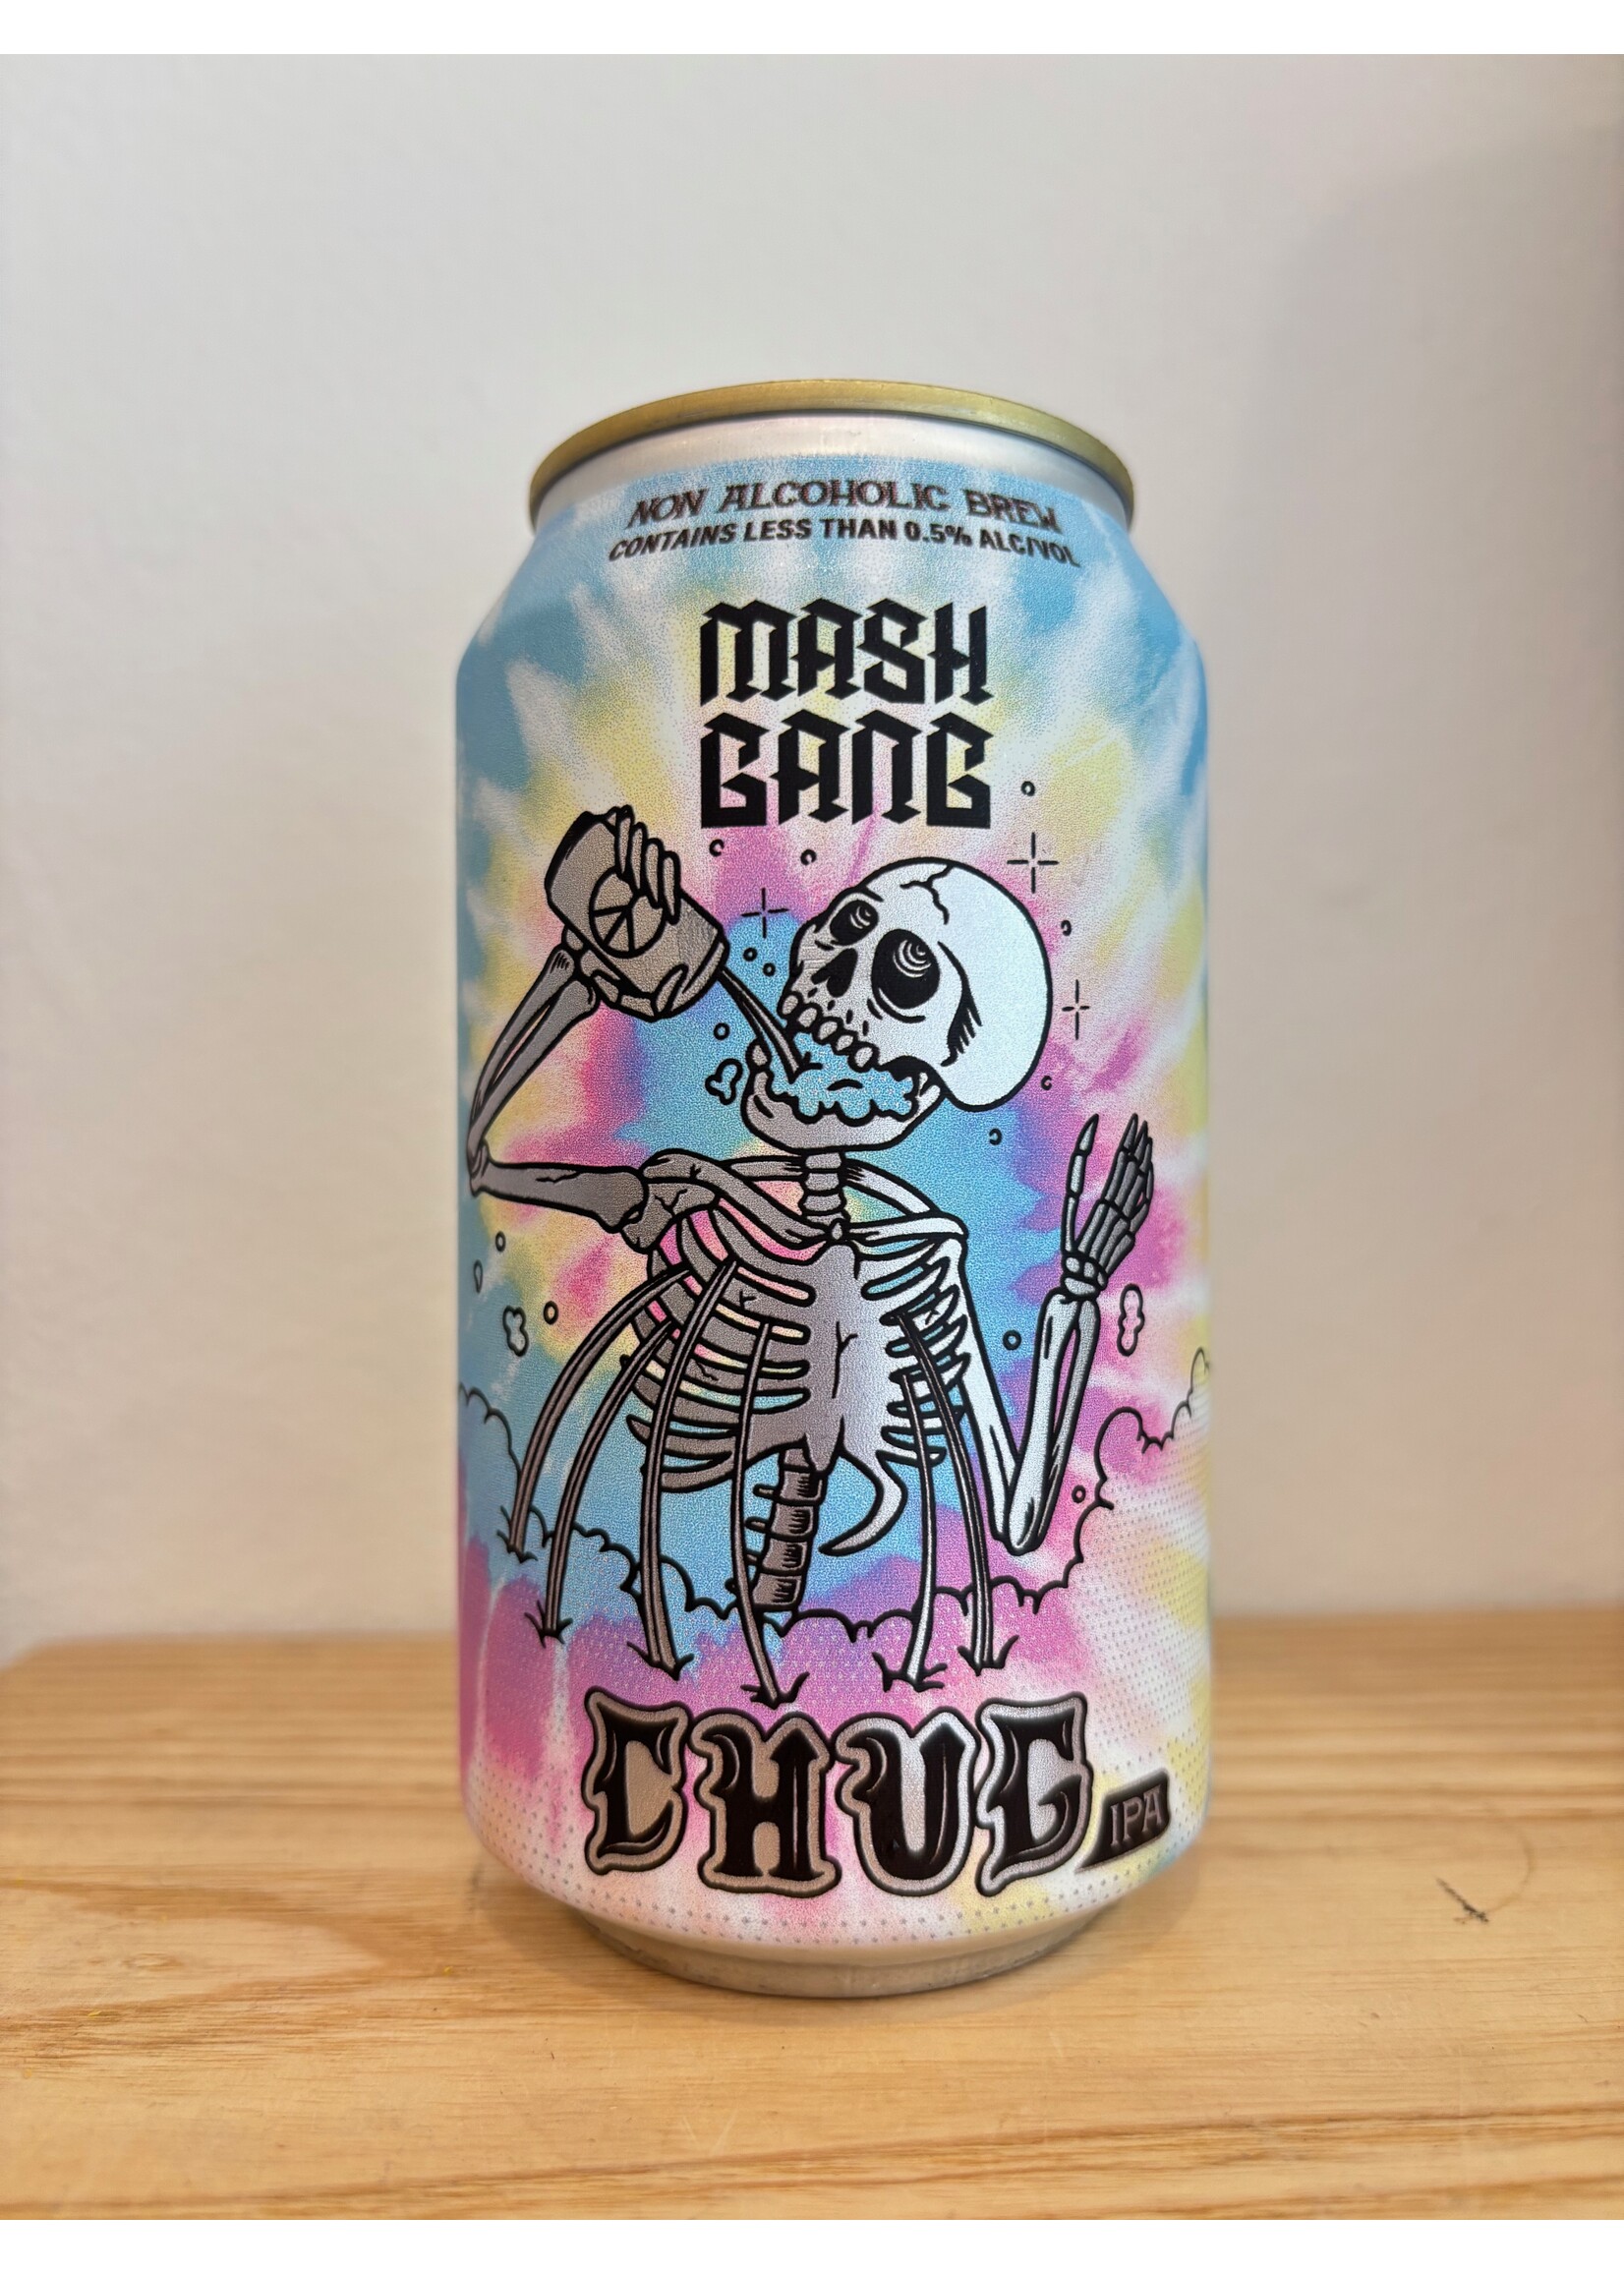 NON ALCOHOLIC BREW
CONTAINS LESS THAN 0.5% ALC/VOL
MASH
GANG
CHUG
IPA